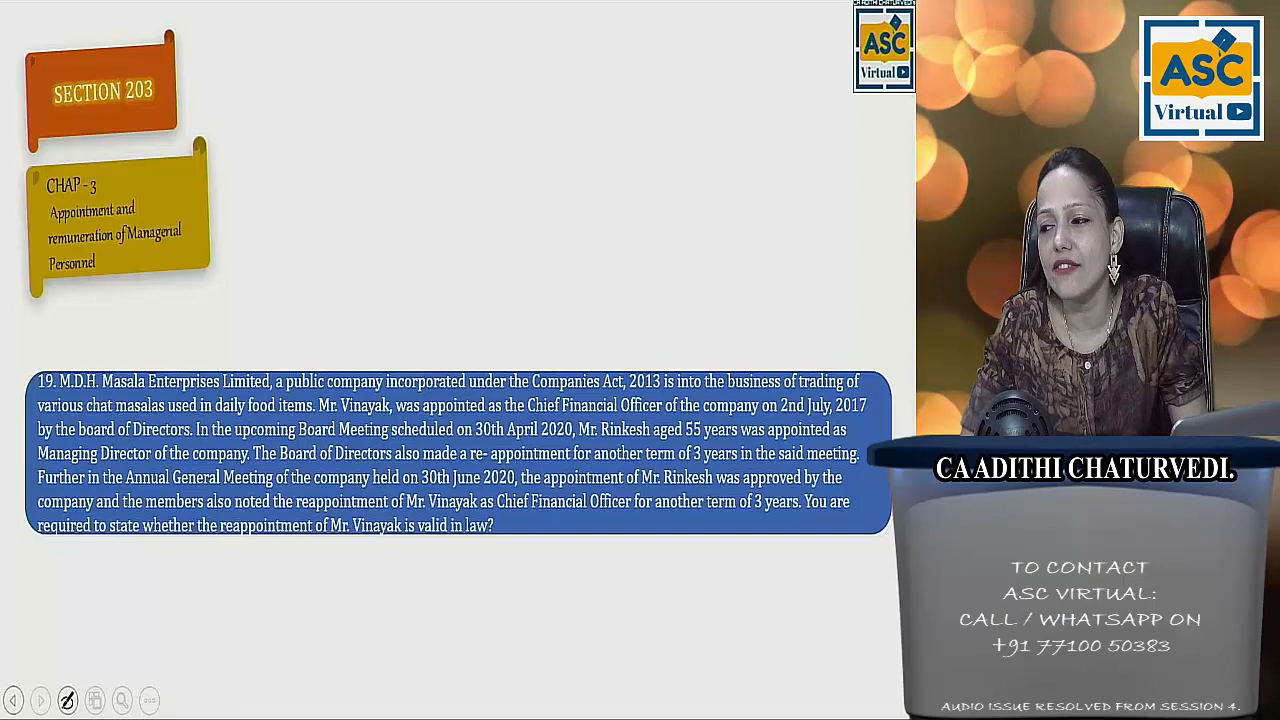 SECTION 203
CHAP - 3
Appointment and
remuneration of Managerial
Personnel
19. M.D.H. Masala Enterprises Limited, a public company incorporated under the Companies Act, 2013 is into the business of trading of
various chat masalas used in daily food items. Mr. Vinayak, was appointed as the Chief Financial Officer of the company on 2nd July, 2017
by the board of Directors. In the upcoming Board Meeting scheduled on 30th April 2020, Mr. Rinkesh aged 55 years was appointed as
Managing Director of the company. The Board of Directors also made a re- appointment for another term of 3 years in the said meeting.
Further in the Annual General Meeting of the company held on 30th June 2020, the appointment of Mr. Rinkesh was approved by the
company and the members also noted the reappointment of Mr. Vinayak as Chief Financial Officer for another term of 3 years. You are
required to state whether the reappointment of Mr. Vinayak is valid in law?
CA ADITHI CHATURVEDI
ASC
Virtual
ASC
Virtual
CA ADITHI CHATURVEDI.
TO CONTACT
ASC VIRTUAL:
CALL / WHATSAPP ON
+91 77100 50383
AUDIO ISSUE RESOLVED FROM SESSION 4.